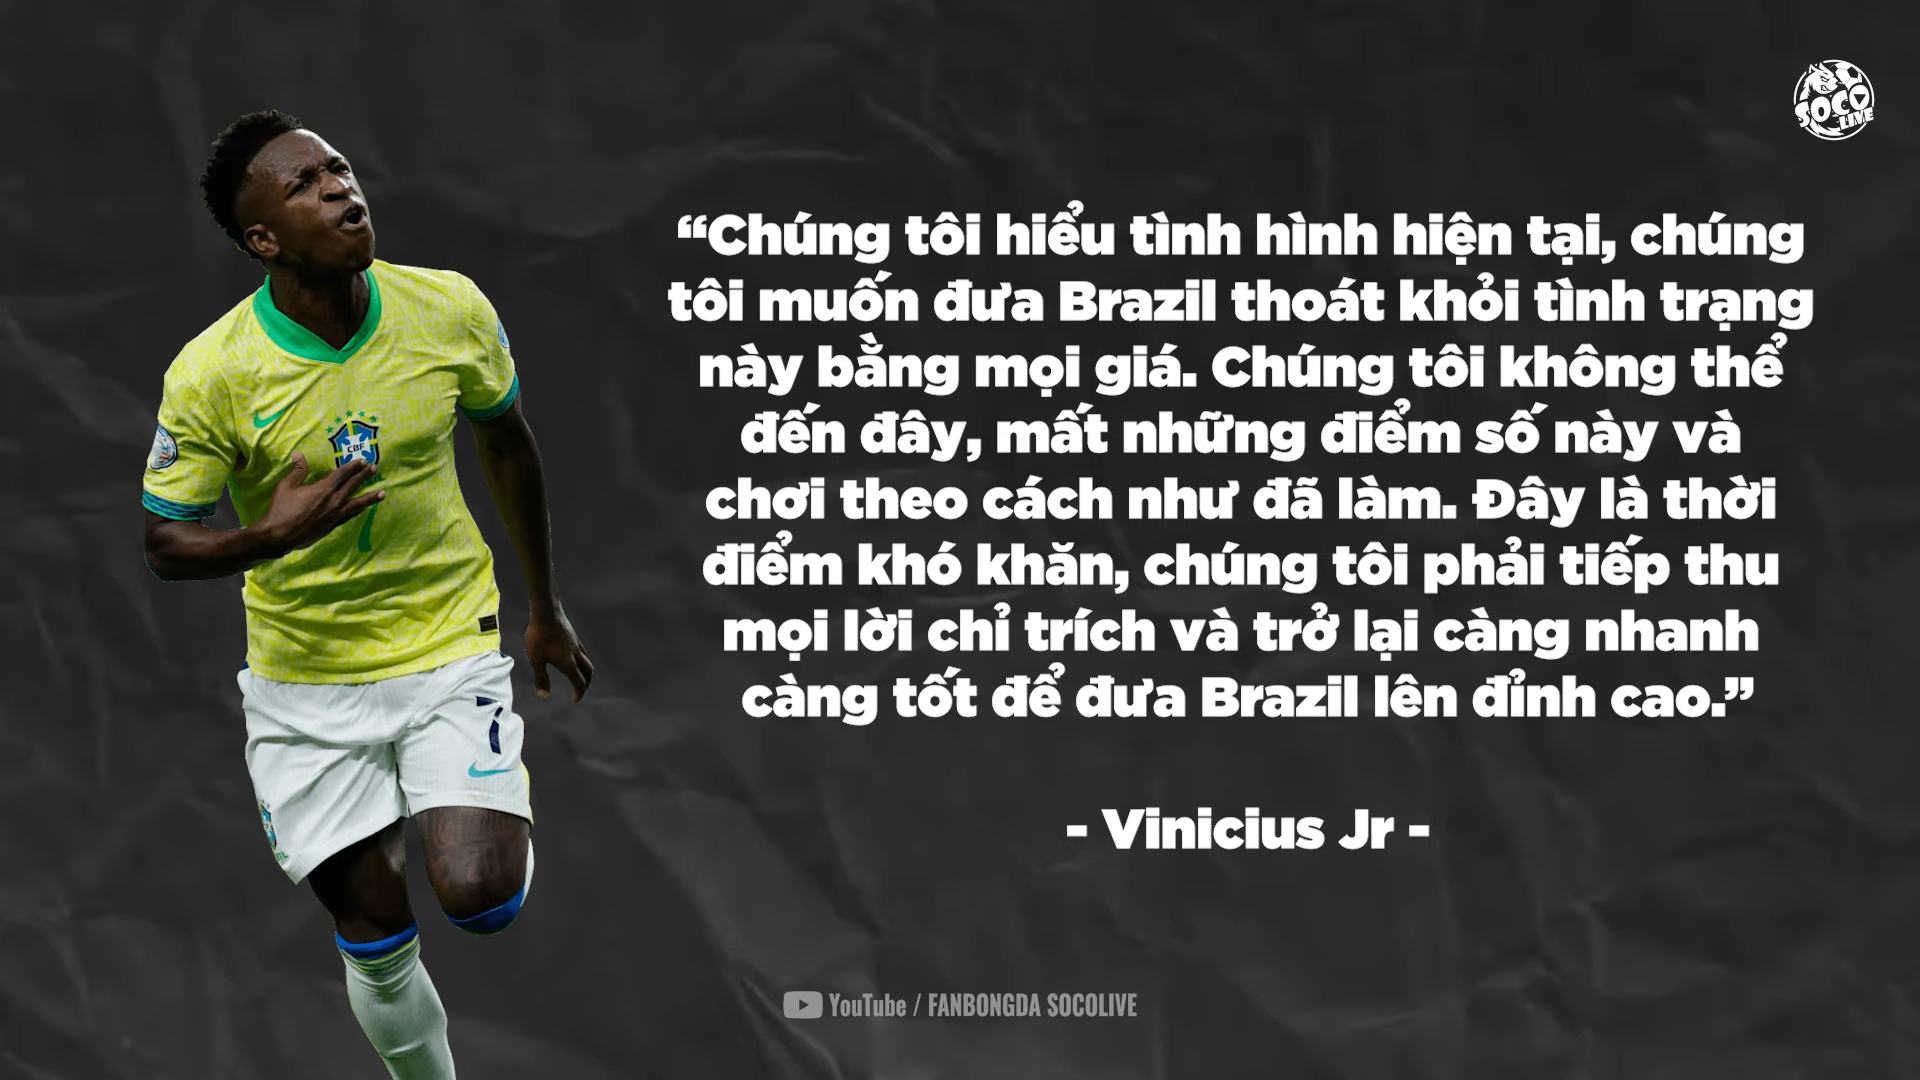 SOCO
LIVE
“Chúng tôi hiểu tình hình hiện tại, chúng
tôi muốn đưa Brazil thoát khỏi tình trạng
này bằng mọi giá. Chúng tôi không thể
đến đây, mất những điểm số này và
chơi theo cách như đã làm. Đây là thời
điểm khó khăn, chúng tôi phải tiếp thu
mọi lời chỉ trích và trở lại càng nhanh
càng tốt để đưa Brazil lên đỉnh cao.”
- Vinicius Jr -
CBF
7
7
YouTube / FANBONGDA SOCOLIVE